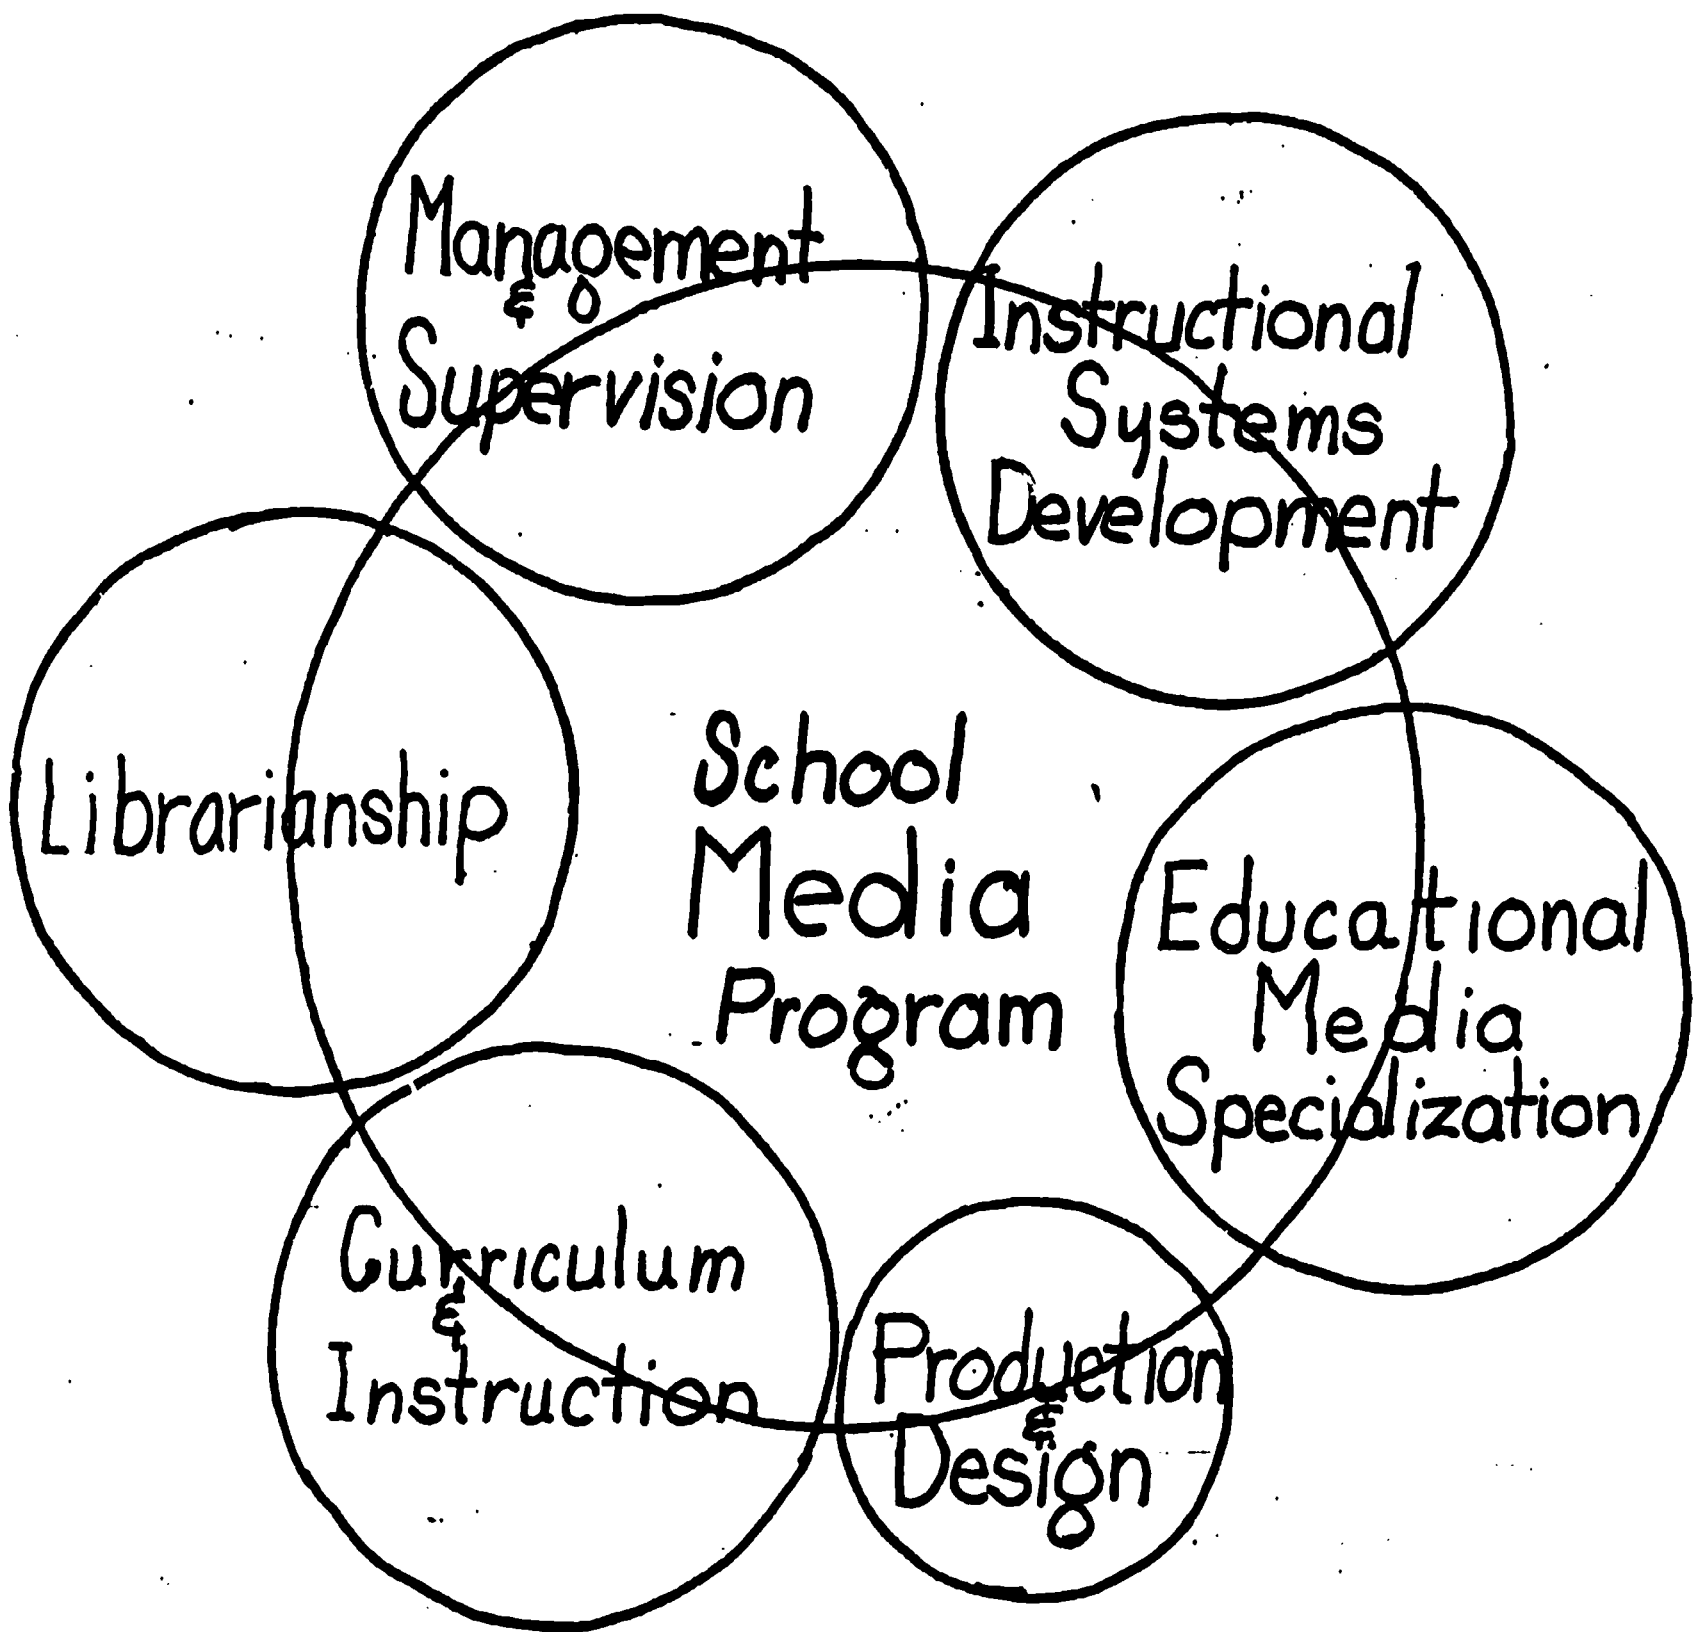 Management
&
Supervision
Instructional
Systems
Development
Librarianship
School
Media
Program
Educational
Media
Specialization
Curriculum
&
Instruction
Production
&
Design